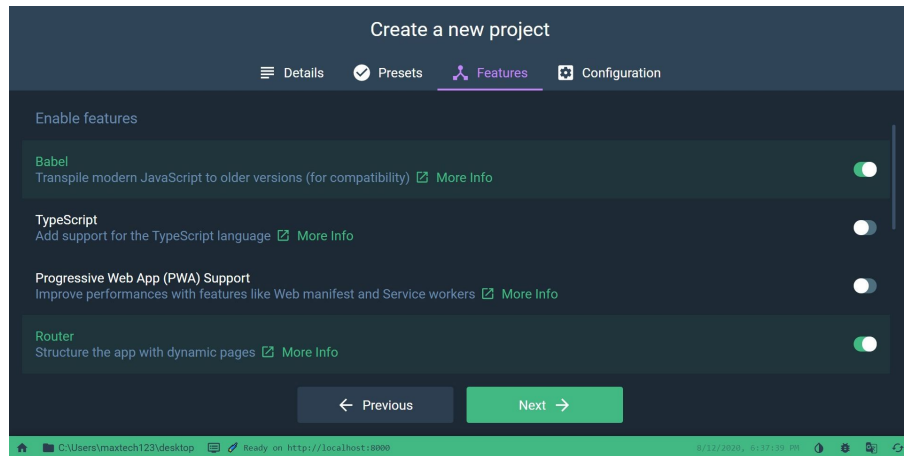 Create a new project
Details Presets Features Configuration
Enable features
Babel
Transpile modern JavaScript to older versions (for compatibility) More Info
TypeScript
Add support for the TypeScript language More Info
Progressive Web App (PWA) Support
Improve performances with features like Web manifest and Service workers More Info
Router
Structure the app with dynamic pages More Info
← Previous Next →
C:\Users\maxtech123\desktop Ready on http://localhost:8000 8/12/2020, 6:37:39 PM